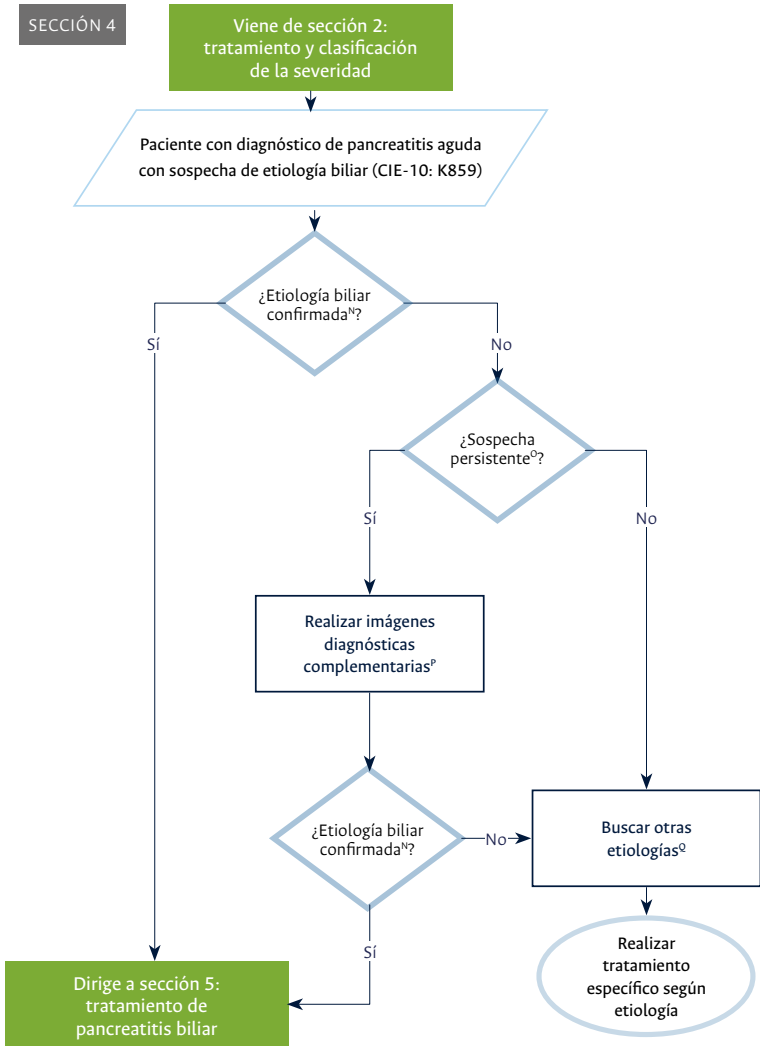 SECCIÓN 4
Viene de sección 2:
tratamiento y clasificación
de la severidad
Paciente con diagnóstico de pancreatitis aguda
con sospecha de etiología biliar (CIE-10: K859)
¿Etiología biliar
confirmadaᴺ?
Sí
No
¿Sospecha
persistenteᴼ?
Sí
No
Realizar imágenes
diagnósticas
complementariasᴾ
¿Etiología biliar
confirmadaᴺ?
No
Buscar otras
etiologíasQ
Sí
Realizar
tratamiento
específico según
etiología
Dirige a sección 5:
tratamiento de
pancreatitis biliar